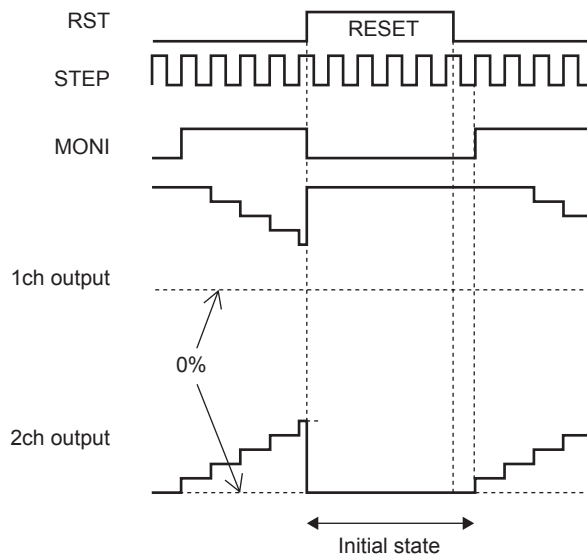 RST
RESET
STEP
MONI
1ch output
0%
2ch output
Initial state